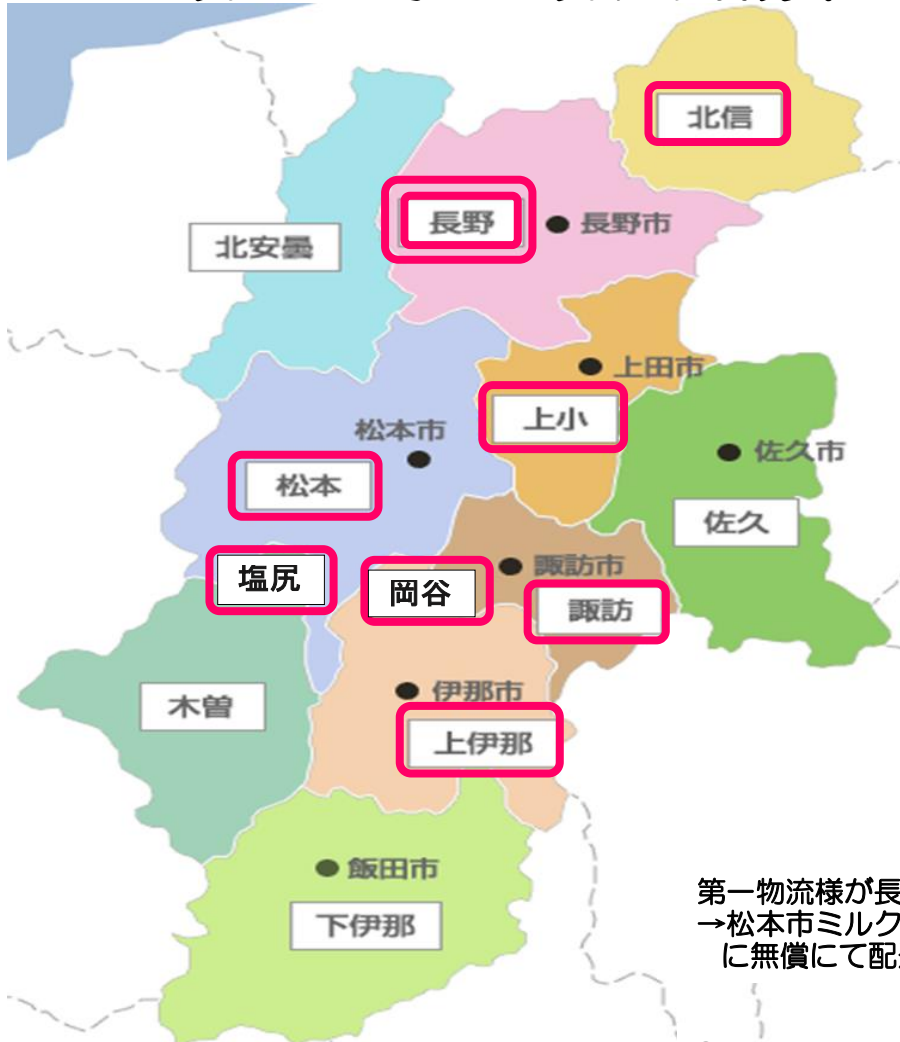 北信
長野
長野市
北安曇
上田市
上小
松本市
佐久市
松本
佐久
諏訪市
塩尻
岡谷
諏訪
伊那市
木曽
上伊那
飯田市
下伊那
第一物流様が長
→松本市ミルク
に無償にて配